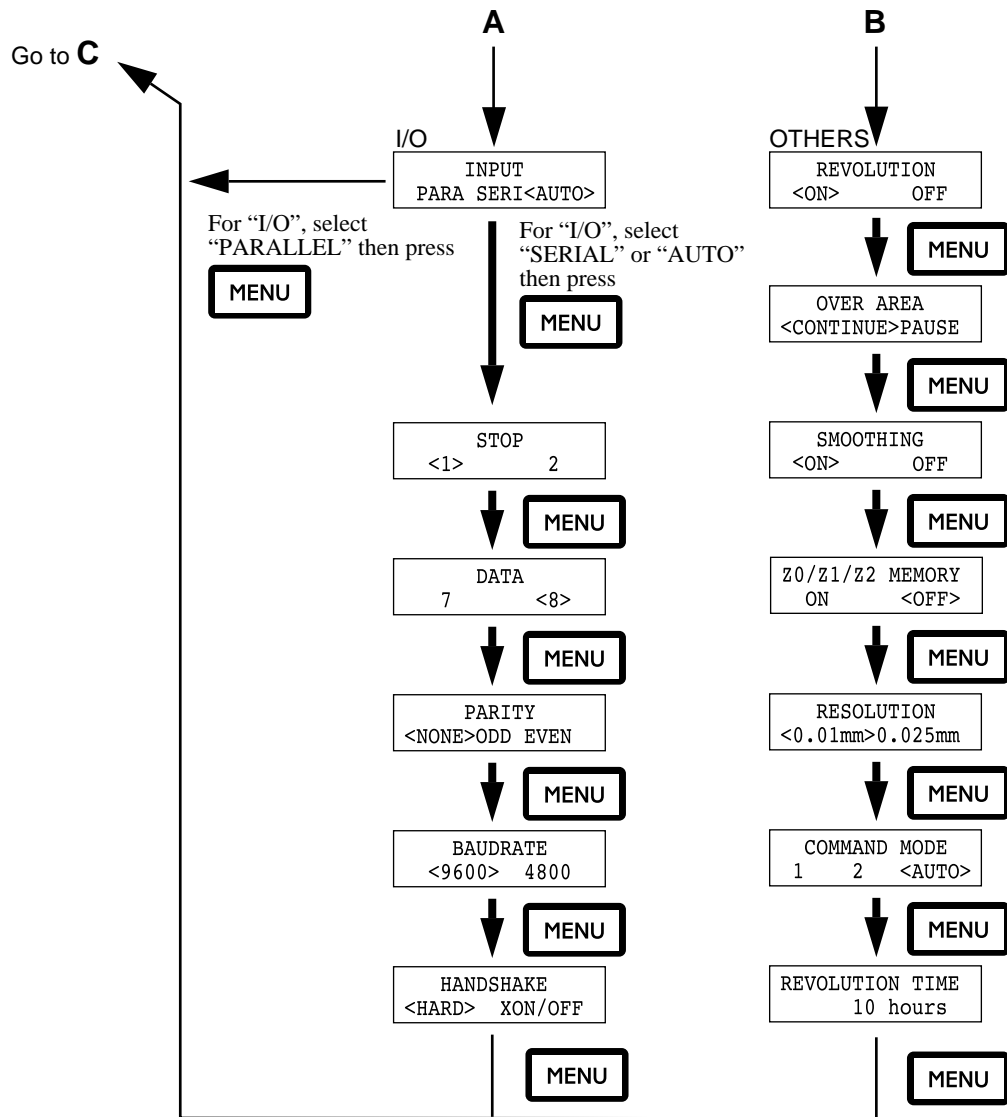 A
B
Go to C
I/O
INPUT
PARA SERI<AUTO>
For “I/O”, select
“PARALLEL” then press
MENU
For “I/O”, select
“SERIAL” or “AUTO”
then press
MENU
STOP
<1> 2
MENU
DATA
7 <8>
MENU
PARITY
<NONE>ODD EVEN
MENU
BAUDRATE
<9600> 4800
MENU
HANDSHAKE
<HARD> XON/OFF
MENU
OTHERS
REVOLUTION
<ON> OFF
MENU
OVER AREA
<CONTINUE>PAUSE
MENU
SMOOTHING
<ON> OFF
MENU
Z0/Z1/Z2 MEMORY
ON <OFF>
MENU
RESOLUTION
<0.01mm>0.025mm
MENU
COMMAND MODE
1 2 <AUTO>
MENU
REVOLUTION TIME
10 hours
MENU